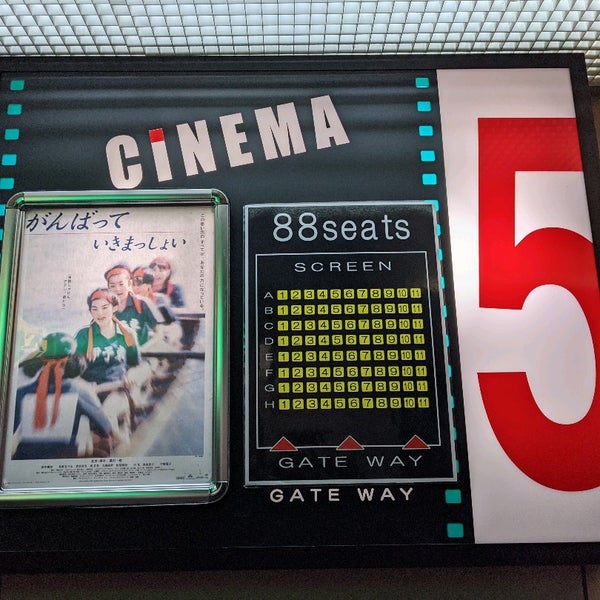 CiNEMA
5
がんばって
いきまっしょい
88seats
SCREEN
A 1 2 3 4 5 6 7 8 9 10 11
B 1 2 3 4 5 6 7 8 9 10 11
C 1 2 3 4 5 6 7 8 9 10 11
D 1 2 3 4 5 6 7 8 9 10 11
E 1 2 3 4 5 6 7 8 9 10 11
F 1 2 3 4 5 6 7 8 9 10 11
G 1 2 3 4 5 6 7 8 9 10 11
H 1 2 3 4 5 6 7 8 9 10 11
GATE WAY
GATE WAY